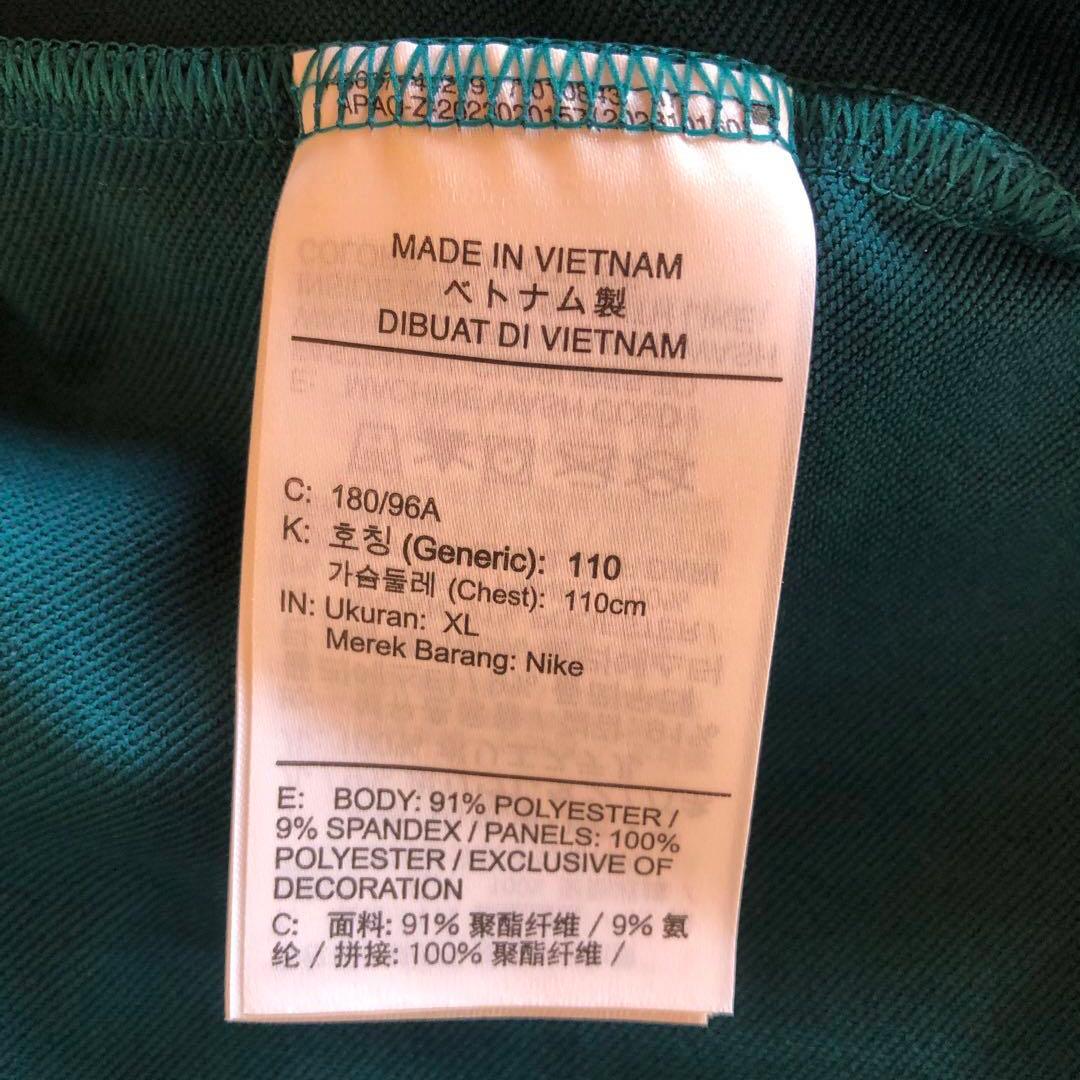 MADE IN VIETNAM
ベトナム製
DIBUAT DI VIETNAM
C: 180/96A
K: 호칭 (Generic): 110
가슴둘레 (Chest): 110cm
IN: Ukuran: XL
Merek Barang: Nike
E: BODY: 91% POLYESTER /
9% SPANDEX / PANELS: 100%
POLYESTER / EXCLUSIVE OF
DECORATION
C: 面料: 91% 聚酯纤维 / 9% 氨
纶 / 拼接: 100% 聚酯纤维 /